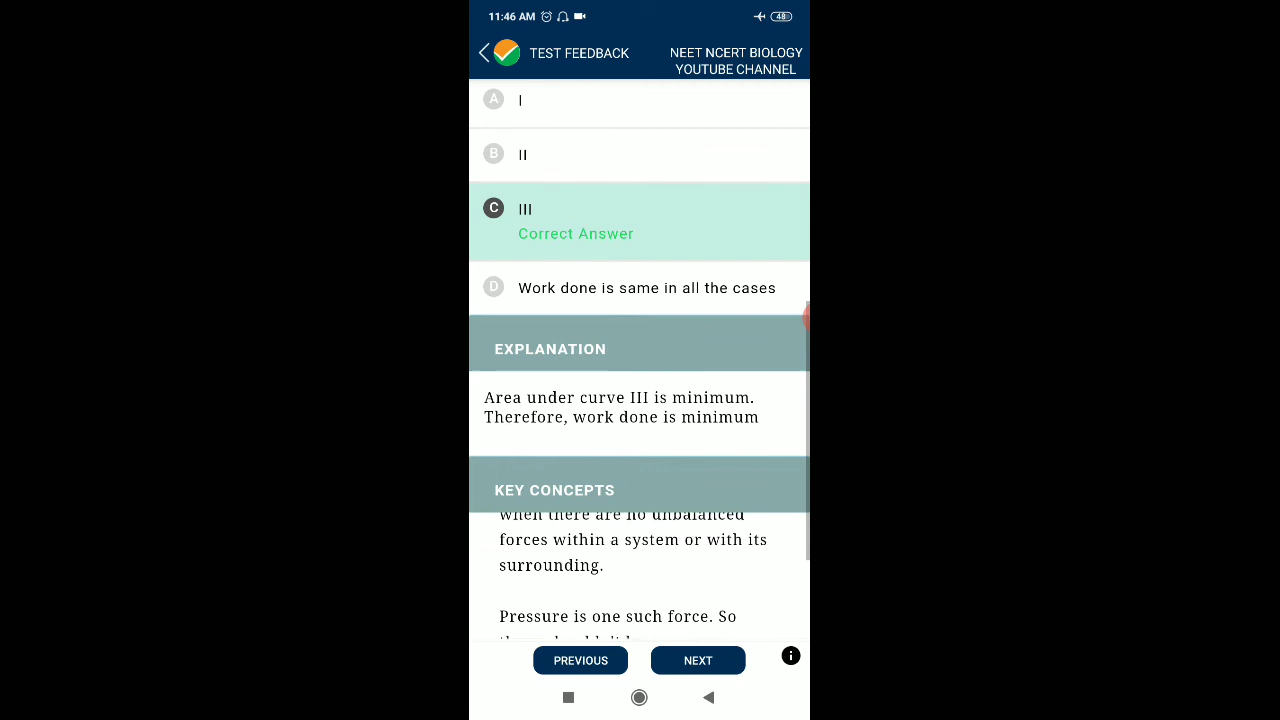 11:46 AM
48
TEST FEEDBACK
NEET NCERT BIOLOGY
YOUTUBE CHANNEL
A I
B II
C III
Correct Answer
D Work done is same in all the cases
EXPLANATION
Area under curve III is minimum.
Therefore, work done is minimum
KEY CONCEPTS
when there are no unbalanced
forces within a system or with its
surrounding.
Pressure is one such force. So
PREVIOUS
NEXT